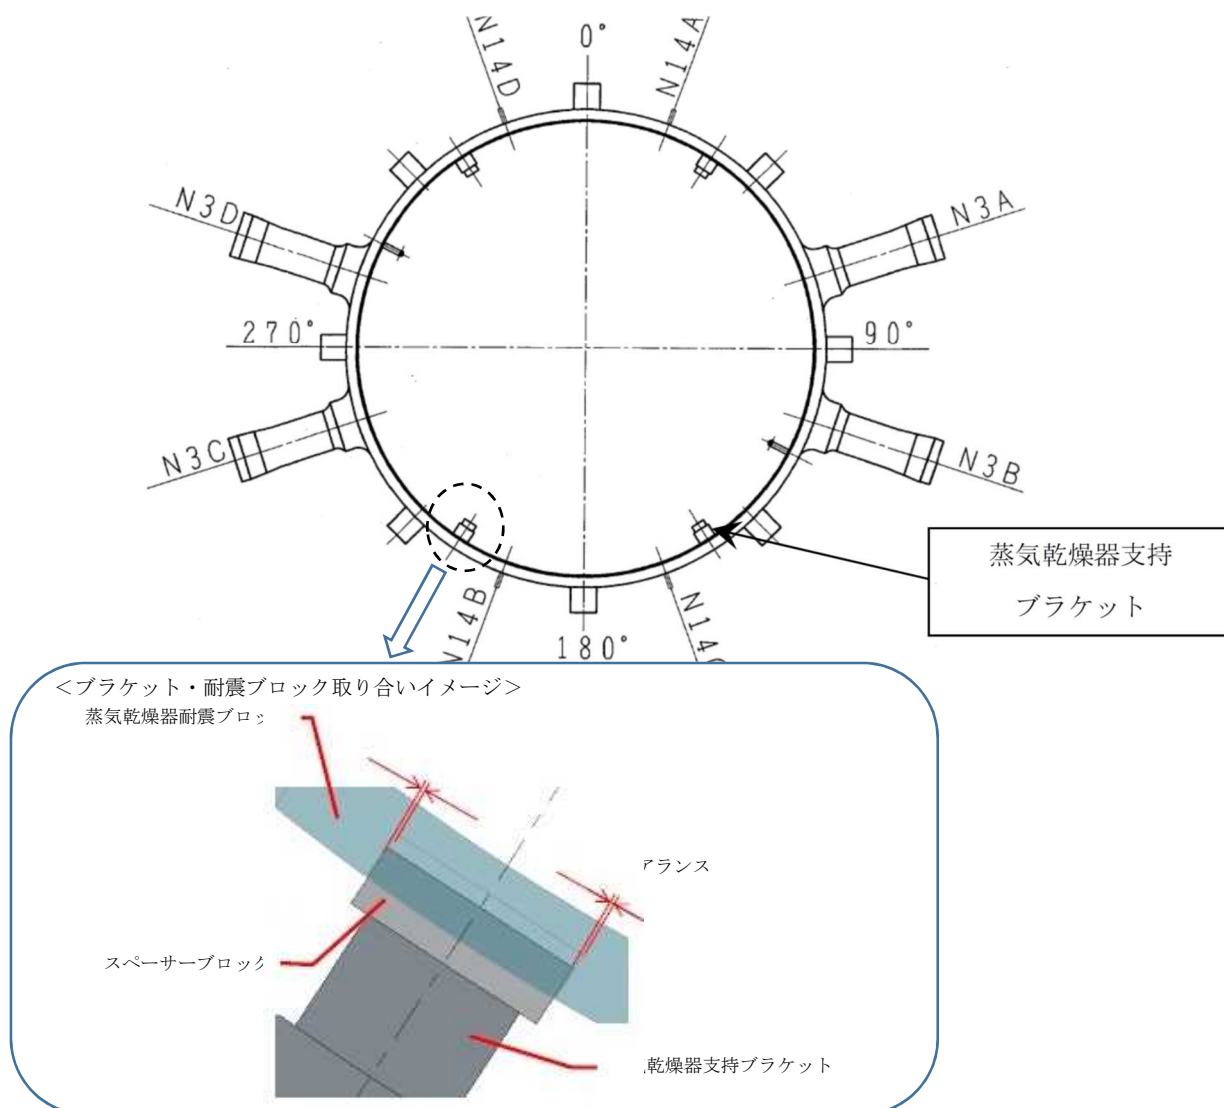 N14D
0°
N14A
N3D
N3A
270°
90°
N3C
N3B
蒸気乾燥器支持
ブラケット
N14B
N14C
180°
＜ブラケット・耐震ブロック取り合いイメージ＞
蒸気乾燥器耐震ブロッ
アランス
スペーサーブロック
乾燥器支持ブラケット